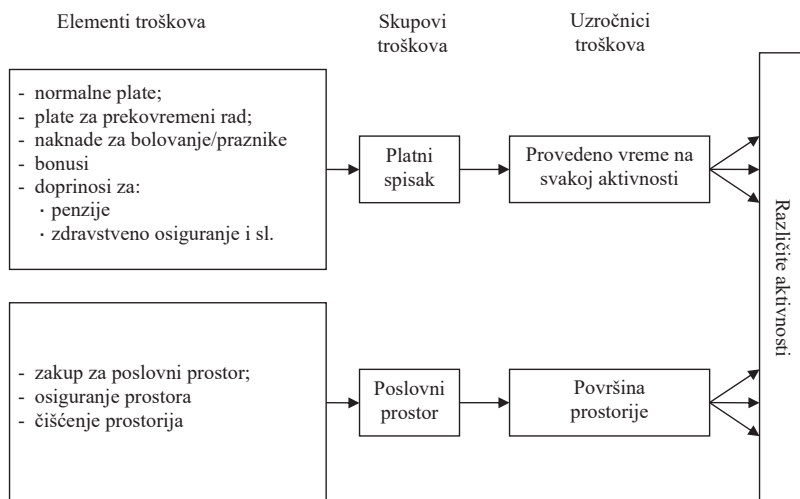 Elementi troškova
Skupovi
troškova
Uzročnici
troškova
- normalne plate;
- plate za prekovremeni rad;
- naknade za bolovanje/praznike
- bonusi
- doprinosi za:
· penzije
· zdravstveno osiguranje i sl.
Platni
spisak
Provedeno vreme na
svakoj aktivnosti
Različite aktivnosti
- zakup za poslovni prostor;
- osiguranje prostora
- čišćenje prostorija
Poslovni
prostor
Površina
prostorije